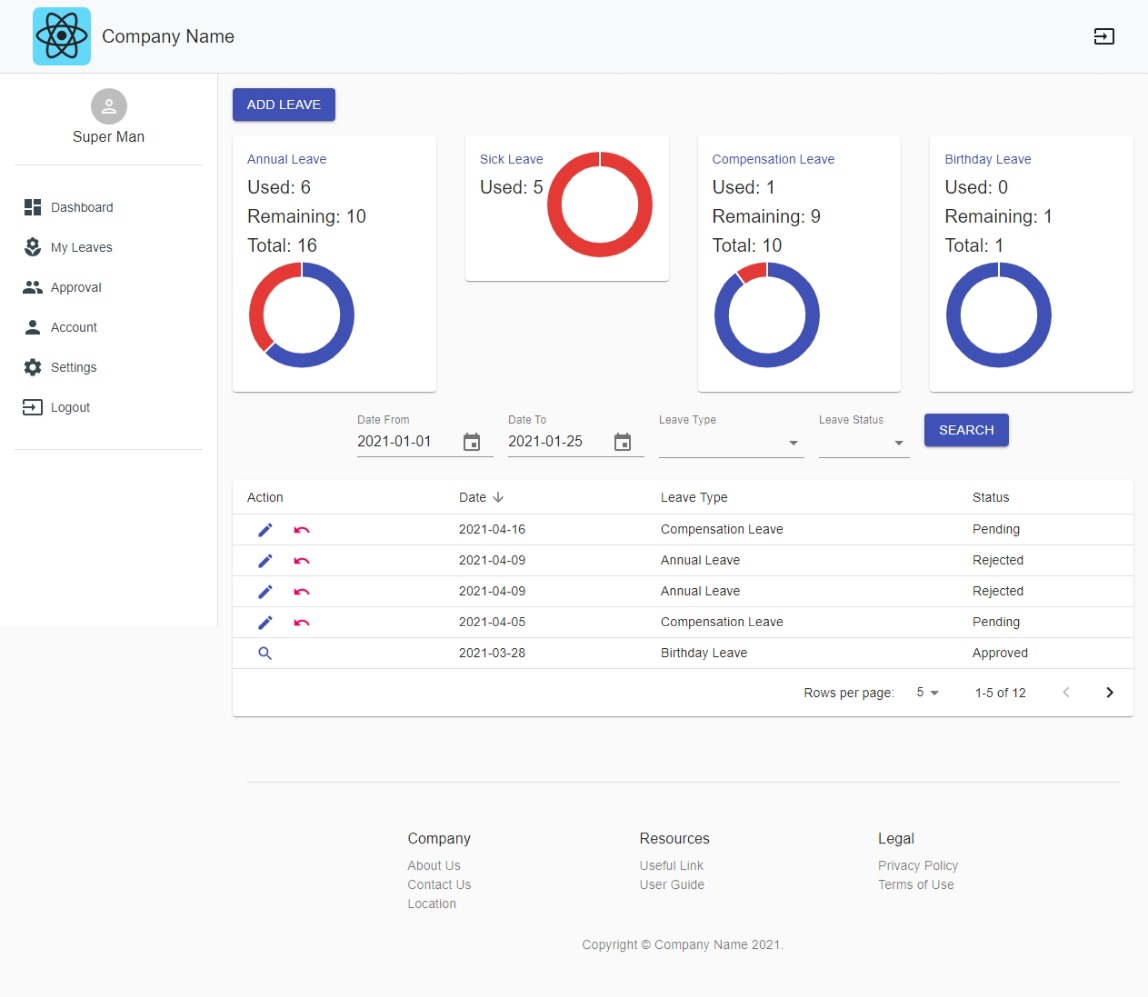 Company Name
Super Man
Dashboard
My Leaves
Approval
Account
Settings
Logout
ADD LEAVE
Annual Leave
Used: 6
Remaining: 10
Total: 16
Sick Leave
Used: 5
Compensation Leave
Used: 1
Remaining: 9
Total: 10
Birthday Leave
Used: 0
Remaining: 1
Total: 1
Date From
2021-01-01
Date To
2021-01-25
Leave Type
Leave Status
SEARCH
Action Date Leave Type Status
2021-04-16 Compensation Leave Pending
2021-04-09 Annual Leave Rejected
2021-04-09 Annual Leave Rejected
2021-04-05 Compensation Leave Pending
2021-03-28 Birthday Leave Approved
Rows per page: 5 1-5 of 12
Company
About Us
Contact Us
Location
Resources
Useful Link
User Guide
Legal
Privacy Policy
Terms of Use
Copyright © Company Name 2021.